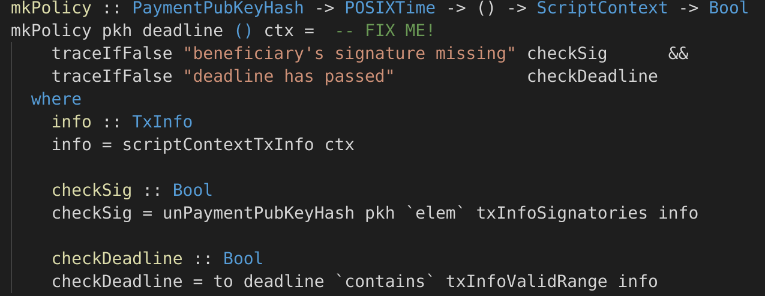 mkPolicy :: PaymentPubKeyHash -> POSIXTime -> () -> ScriptContext -> Bool
mkPolicy pkh deadline () ctx =  -- FIX ME!
    traceIfFalse "beneficiary's signature missing" checkSig      &&
    traceIfFalse "deadline has passed"             checkDeadline
  where
    info :: TxInfo
    info = scriptContextTxInfo ctx

    checkSig :: Bool
    checkSig = unPaymentPubKeyHash pkh `elem` txInfoSignatories info

    checkDeadline :: Bool
    checkDeadline = to deadline `contains` txInfoValidRange info